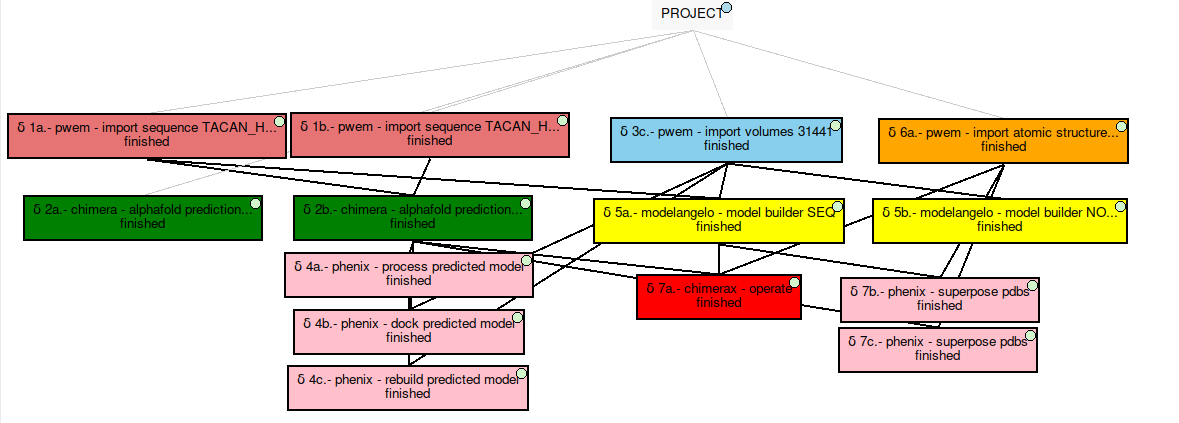 PROJECT
δ 1a.- pwem - import sequence TACAN_H...
finished
δ 1b.- pwem - import sequence TACAN_H...
finished
δ 3c.- pwem - import volumes 31441
finished
δ 6a.- pwem - import atomic structure...
finished
δ 2a.- chimera - alphafold prediction...
finished
δ 2b.- chimera - alphafold prediction...
finished
δ 5a.- modelangelo - model builder SEQ
finished
δ 5b.- modelangelo - model builder NO...
finished
δ 4a.- phenix - process predicted model
finished
δ 7a.- chimerax - operate
finished
δ 7b.- phenix - superpose pdbs
finished
δ 4b.- phenix - dock predicted model
finished
δ 7c.- phenix - superpose pdbs
finished
δ 4c.- phenix - rebuild predicted model
finished